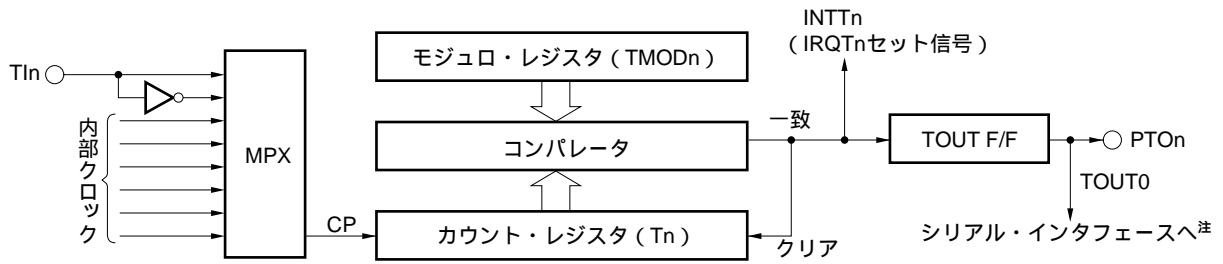 INTTn
（IRQTnセット信号）
TIn
モジュロ・レジスタ（TMODn）
一致
内部クロック
MPX
コンパレータ
TOUT F/F
PTOn
TOUT0
CP
カウント・レジスタ（Tn）
クリア
シリアル・インタフェースへ注